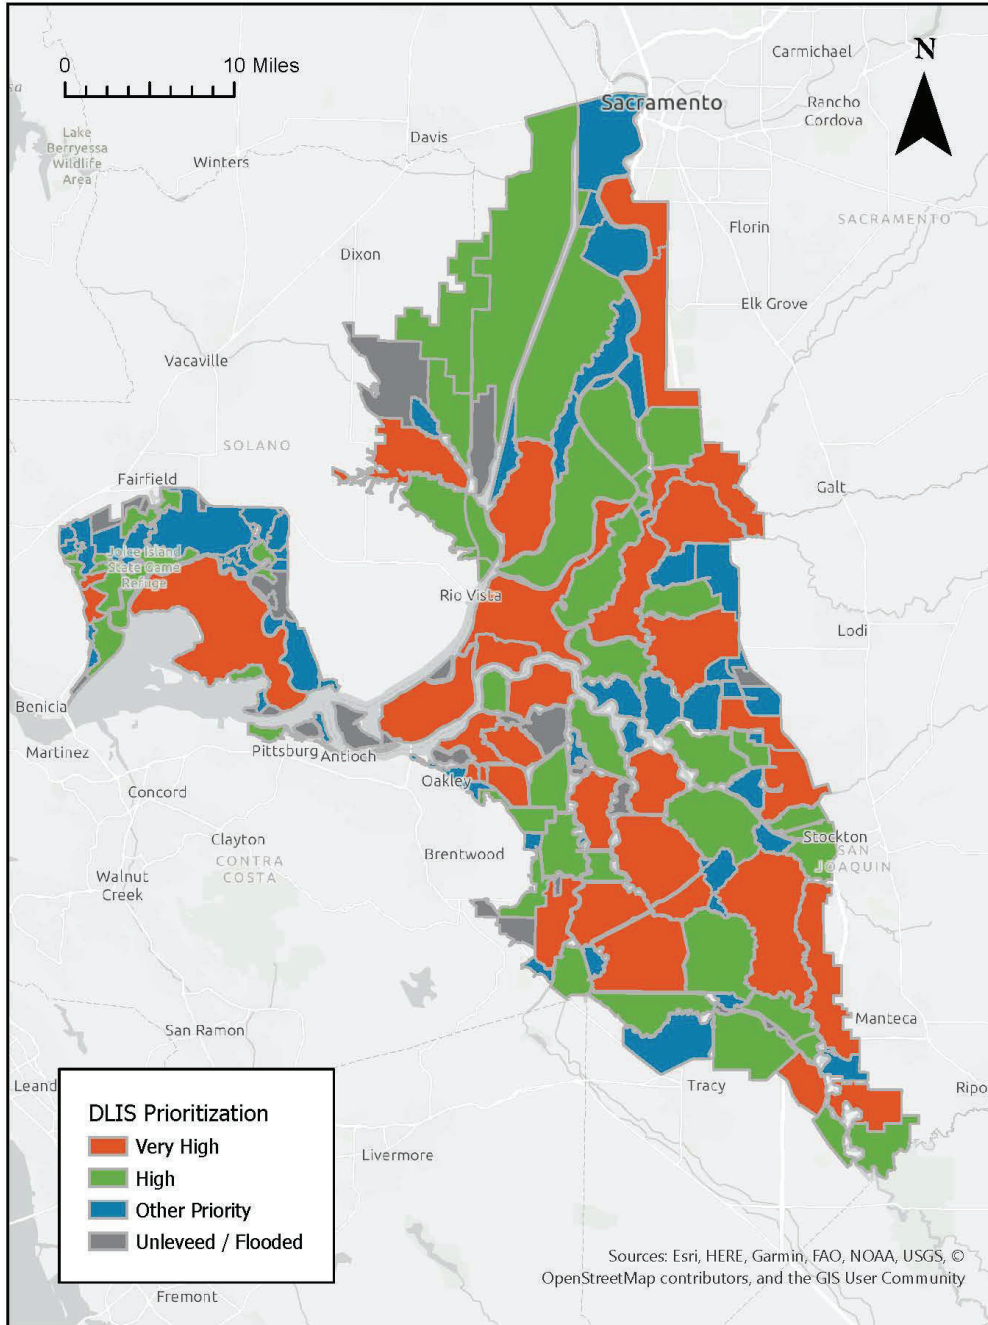 0 10 Miles
N
Carmichael
Sacramento
Rancho
Cordova
sa
Lake
Berryessa
Wildlife
Area
Davis
Winters
Florin
SACRAMENTO
Dixon
Elk Grove
Vacaville
SOLANO
Fairfield
Galt
Joice Island
State Game
Refuge
Rio Vista
Lodi
Benicia
Martinez
Pittsburg
Antioch
Oakley
Concord
Clayton
CONTRA
COSTA
Brentwood
Stockton
SAN
JOAQUIN
Walnut
Creek
San Ramon
Manteca
Leand
Tracy
Ripo
Livermore
Fremont
DLIS Prioritization
Very High
High
Other Priority
Unleveed / Flooded
Sources: Esri, HERE, Garmin, FAO, NOAA, USGS, ©
OpenStreetMap contributors, and the GIS User Community